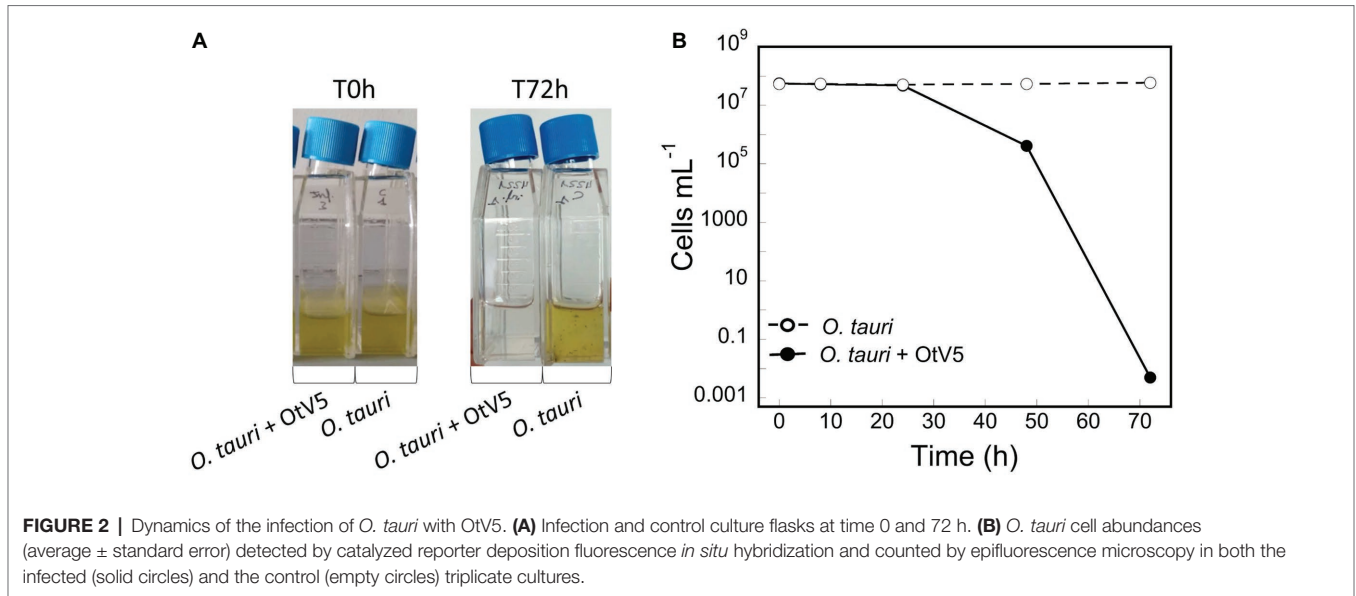 A
T0h
T72h
O. tauri + OtV5
O. tauri
O. tauri + OtV5
O. tauri
B
10⁹
10⁷
10⁵
1000
10
0.1
0.001
Cells mL⁻¹
O. tauri
O. tauri + OtV5
0 10 20 30 40 50 60 70
Time (h)
FIGURE 2 | Dynamics of the infection of O. tauri with OtV5. (A) Infection and control culture flasks at time 0 and 72 h. (B) O. tauri cell abundances
(average ± standard error) detected by catalyzed reporter deposition fluorescence in situ hybridization and counted by epifluorescence microscopy in both the
infected (solid circles) and the control (empty circles) triplicate cultures.